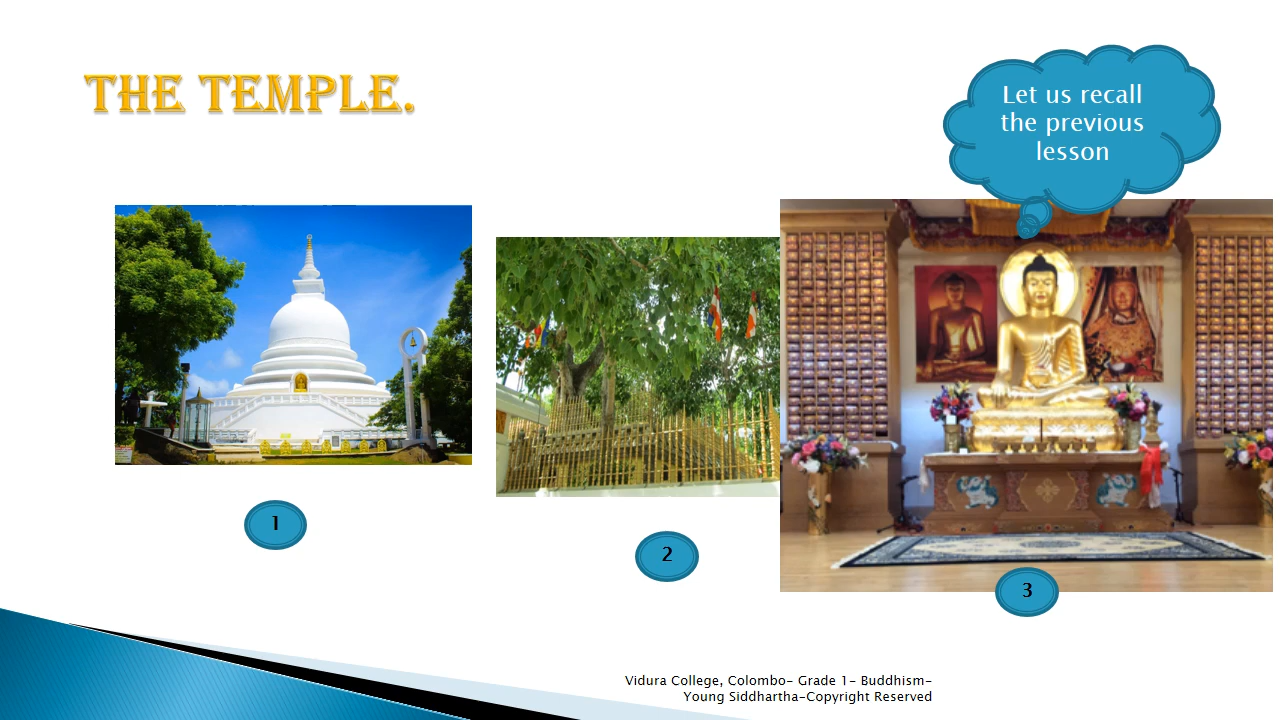 THE TEMPLE.
Let us recall
the previous
lesson
1
2
3
Vidura College, Colombo- Grade 1- Buddhism-
Young Siddhartha-Copyright Reserved